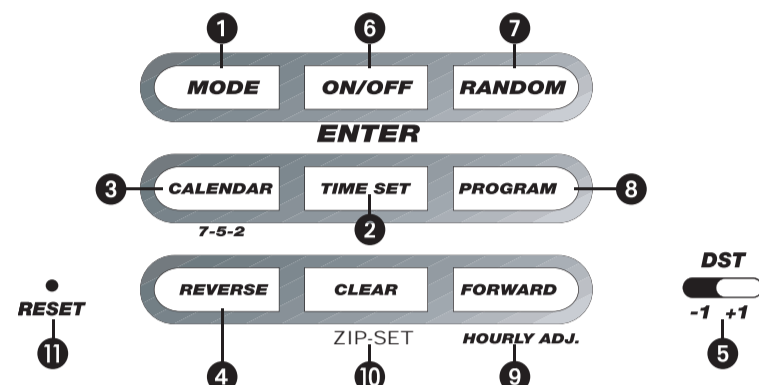 1 6 7
MODE ON/OFF RANDOM
ENTER
3 CALENDAR TIME SET PROGRAM 8
7-5-2 2
DST
REVERSE CLEAR FORWARD
RESET -1 +1
ZIP-SET HOURLY ADJ.
11 5
4 10 9